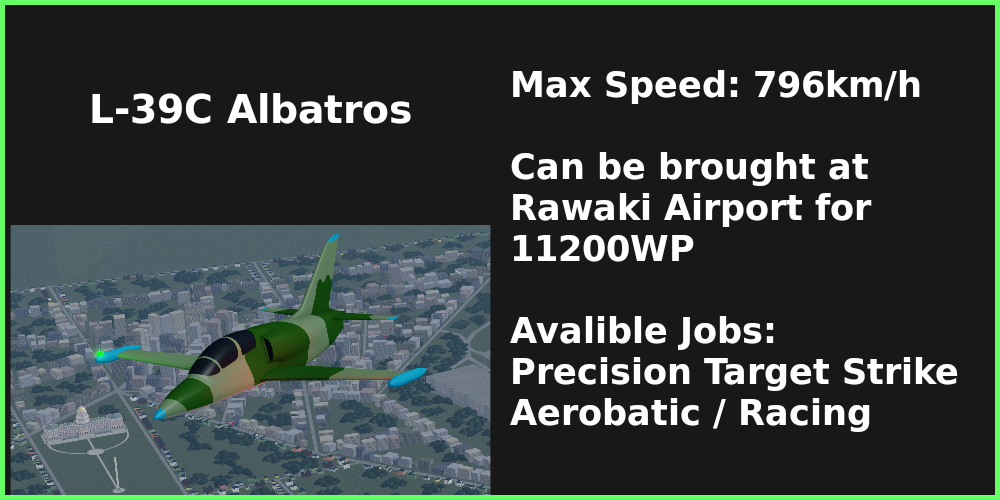 L-39C Albatros
Max Speed: 796km/h
Can be brought at
Rawaki Airport for
11200WP
Avalible Jobs:
Precision Target Strike
Aerobatic / Racing